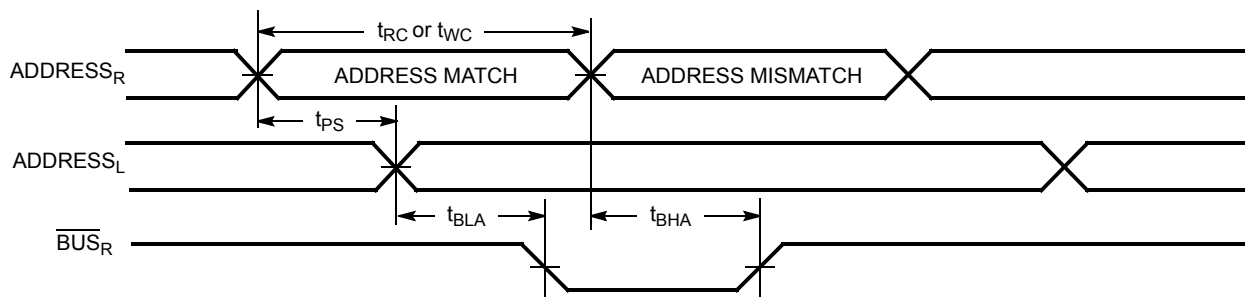 tRC or tWC
ADDRESSR ADDRESS MATCH ADDRESS MISMATCH
tPS
ADDRESSL
tBLA tBHA
BUSR